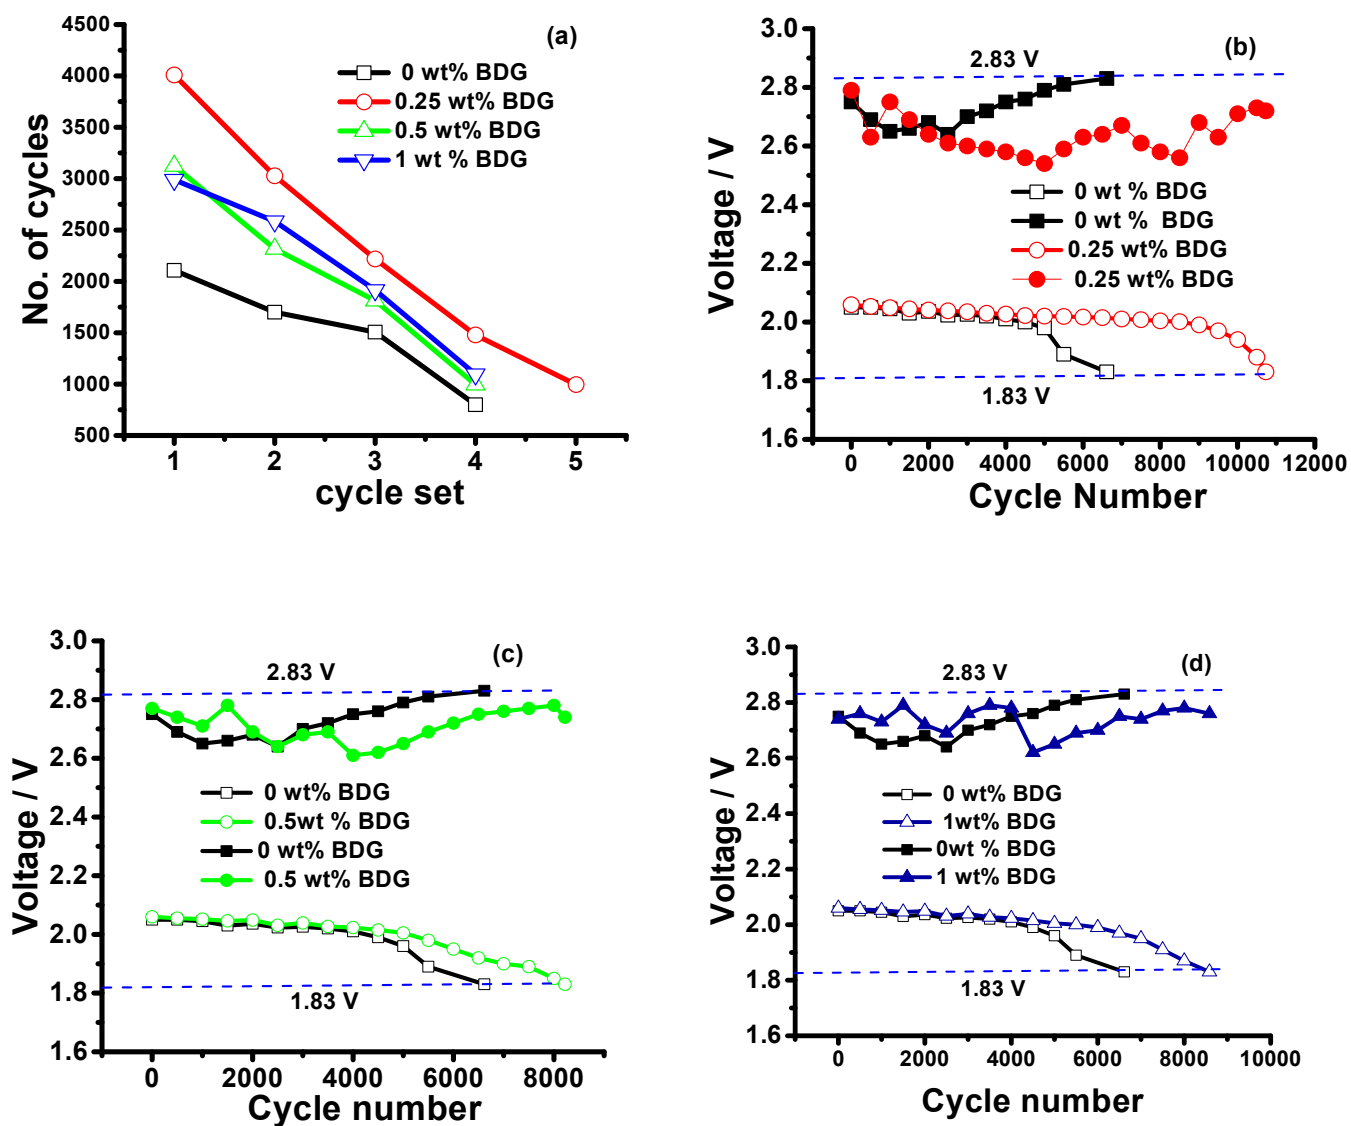 (a)
4500
4000
3500
3000
2500
2000
1500
1000
500
No. of cycles
0 wt% BDG
0.25 wt% BDG
0.5 wt% BDG
1 wt % BDG
1 2 3 4 5
cycle set
(b)
3.0
2.8
2.6
2.4
2.2
2.0
1.8
1.6
Voltage / V
2.83 V
0 wt % BDG
0 wt % BDG
0.25 wt% BDG
0.25 wt% BDG
1.83 V
0 2000 4000 6000 8000 10000 12000
Cycle Number
(c)
3.0
2.8
2.6
2.4
2.2
2.0
1.8
1.6
Voltage / V
2.83 V
0 wt% BDG
0.5wt % BDG
0 wt% BDG
0.5 wt% BDG
1.83 V
0 2000 4000 6000 8000
Cycle number
(d)
3.0
2.8
2.6
2.4
2.2
2.0
1.8
1.6
Voltage / V
2.83 V
0 wt% BDG
1wt% BDG
0wt % BDG
1 wt% BDG
1.83 V
0 2000 4000 6000 8000 10000
Cycle number